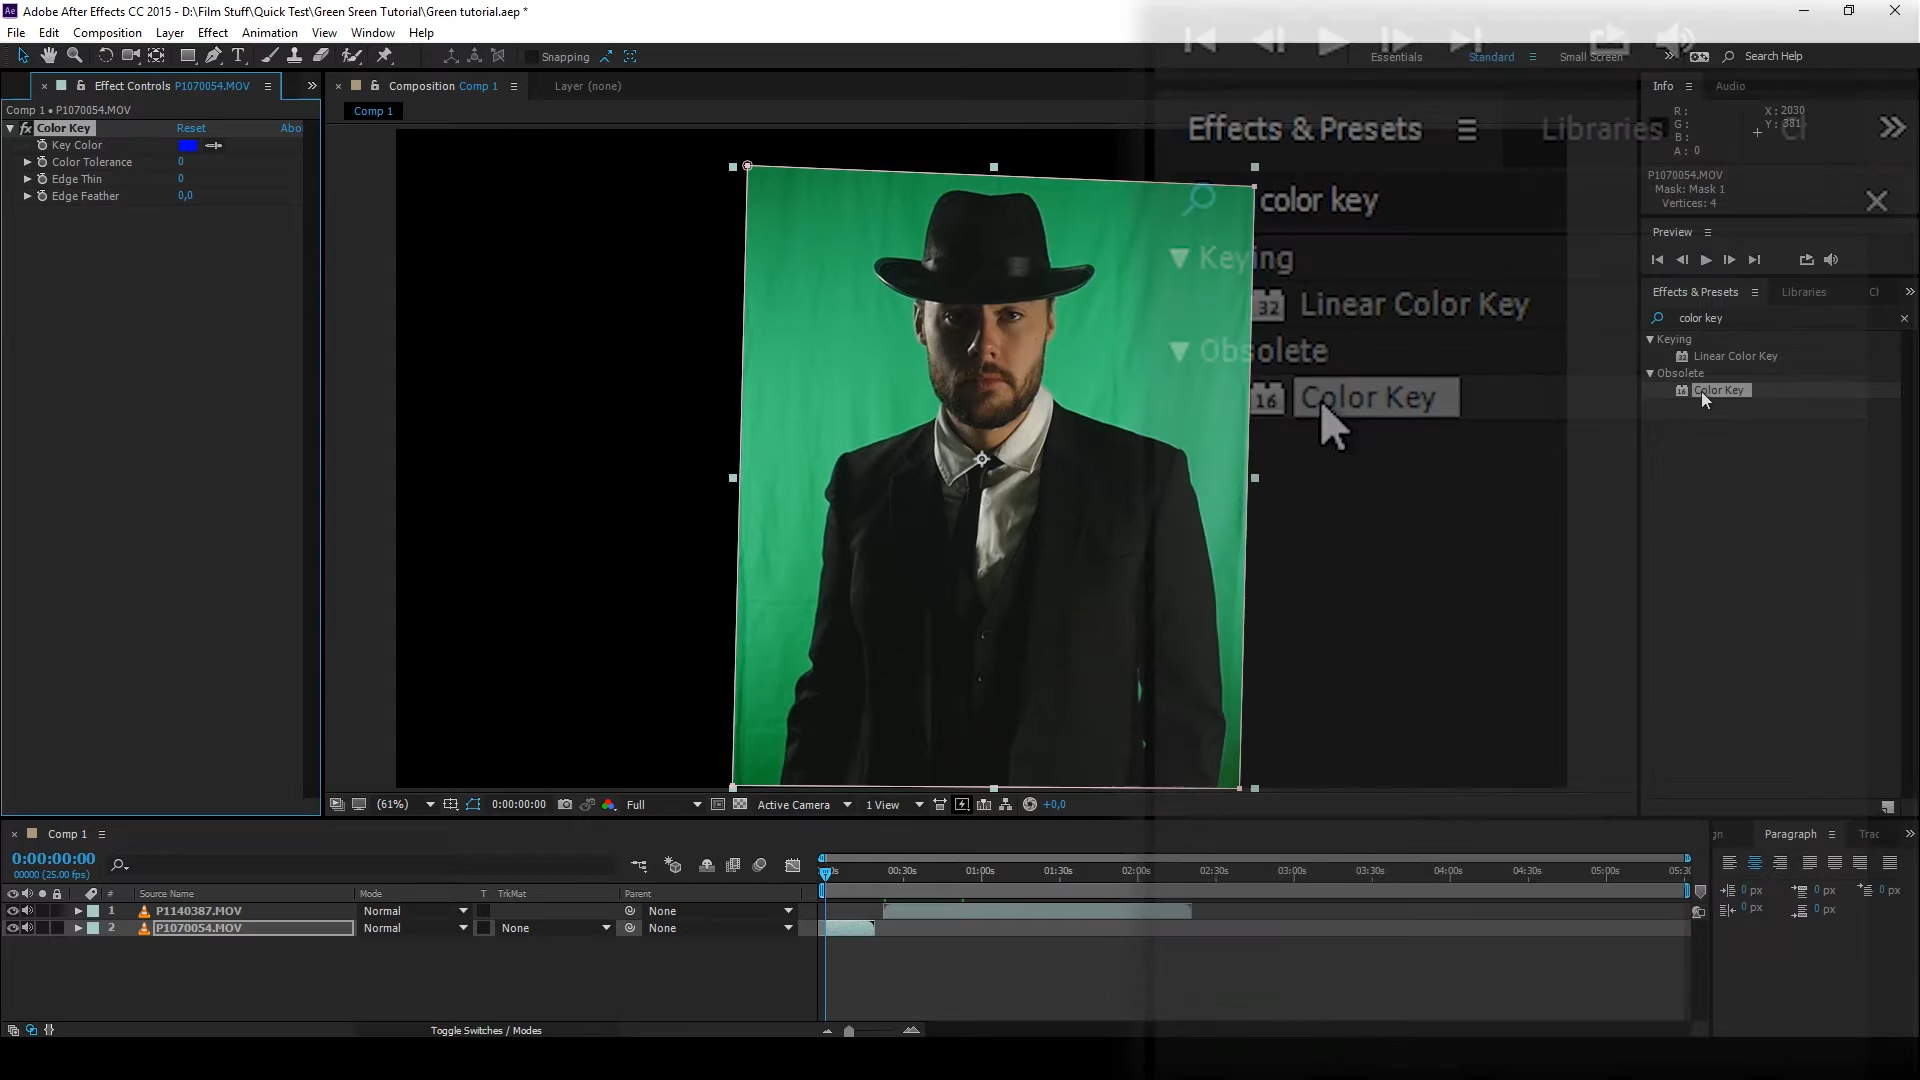 Adobe After Effects CC 2015 - D:\Film Stuff\Quick Test\Green Sreen Tutorial\Green tutorial.aep *
File Edit Composition Layer Effect Animation View Window Help
Snapping
Essentials Standard Small Screen Search Help
Effect Controls P1070054.MOV
Comp 1 • P1070054.MOV
fx Color Key Reset Abo
Key Color
Color Tolerance 0
Edge Thin 0
Edge Feather 0,0
Composition Comp 1
Layer (none)
Comp 1
Effects & Presets Libraries
color key
Keying
32 Linear Color Key
Obsolete
16 Color Key
Info Audio
R: X: 2030
G: Y: 381
B:
A: 0
P1070054.MOV
Mask: Mask 1
Vertices: 4
Preview
Effects & Presets Libraries
color key
Keying
32 Linear Color Key
Obsolete
16 Color Key
(61%) 0:00:00:00 Full Active Camera 1 View +0,0
Comp 1
0:00:00:00
00000 (25.00 fps)
00:30s 01:00s 01:30s 02:00s 02:30s 03:00s 03:30s 04:00s 04:30s 05:00s
# Source Name Mode T TrkMat Parent
1 P1140387.MOV Normal None
2 P1070054.MOV Normal None None
Toggle Switches / Modes
Paragraph Trac
0 px 0 px 0 px
0 px 0 px